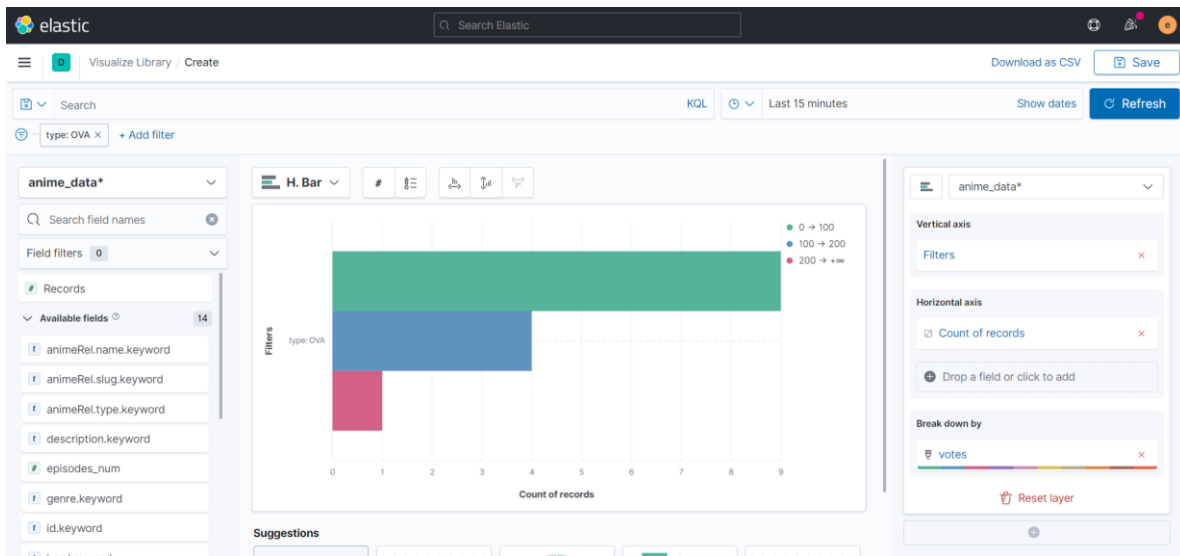 elastic
Search Elastic
e
D
Visualize Library / Create
Download as CSV
Save
Search
KQL
Last 15 minutes
Show dates
Refresh
type: OVA ×
+ Add filter
anime_data*
Search field names
Field filters 0
# Records
Available fields 14
t animeRel.name.keyword
t animeRel.slug.keyword
t animeRel.type.keyword
t description.keyword
# episodes_num
t genre.keyword
t id.keyword
H. Bar
#
0 → 100
100 → 200
200 → +∞
Filters
type: OVA
0 1 2 3 4 5 6 7 8 9
Count of records
Suggestions
anime_data*
Vertical axis
Filters ×
Horizontal axis
Count of records ×
Drop a field or click to add
Break down by
votes ×
Reset layer